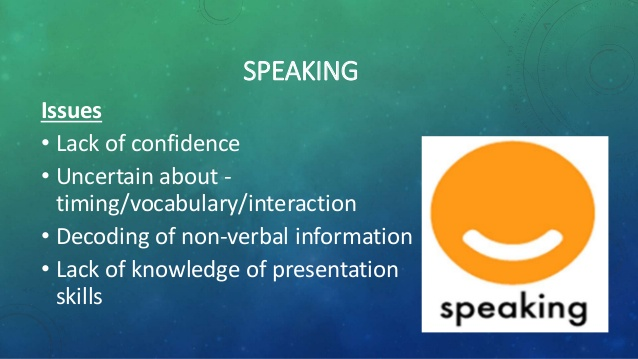 SPEAKING
Issues
• Lack of confidence
• Uncertain about -
timing/vocabulary/interaction
• Decoding of non-verbal information
• Lack of knowledge of presentation
skills
speaking